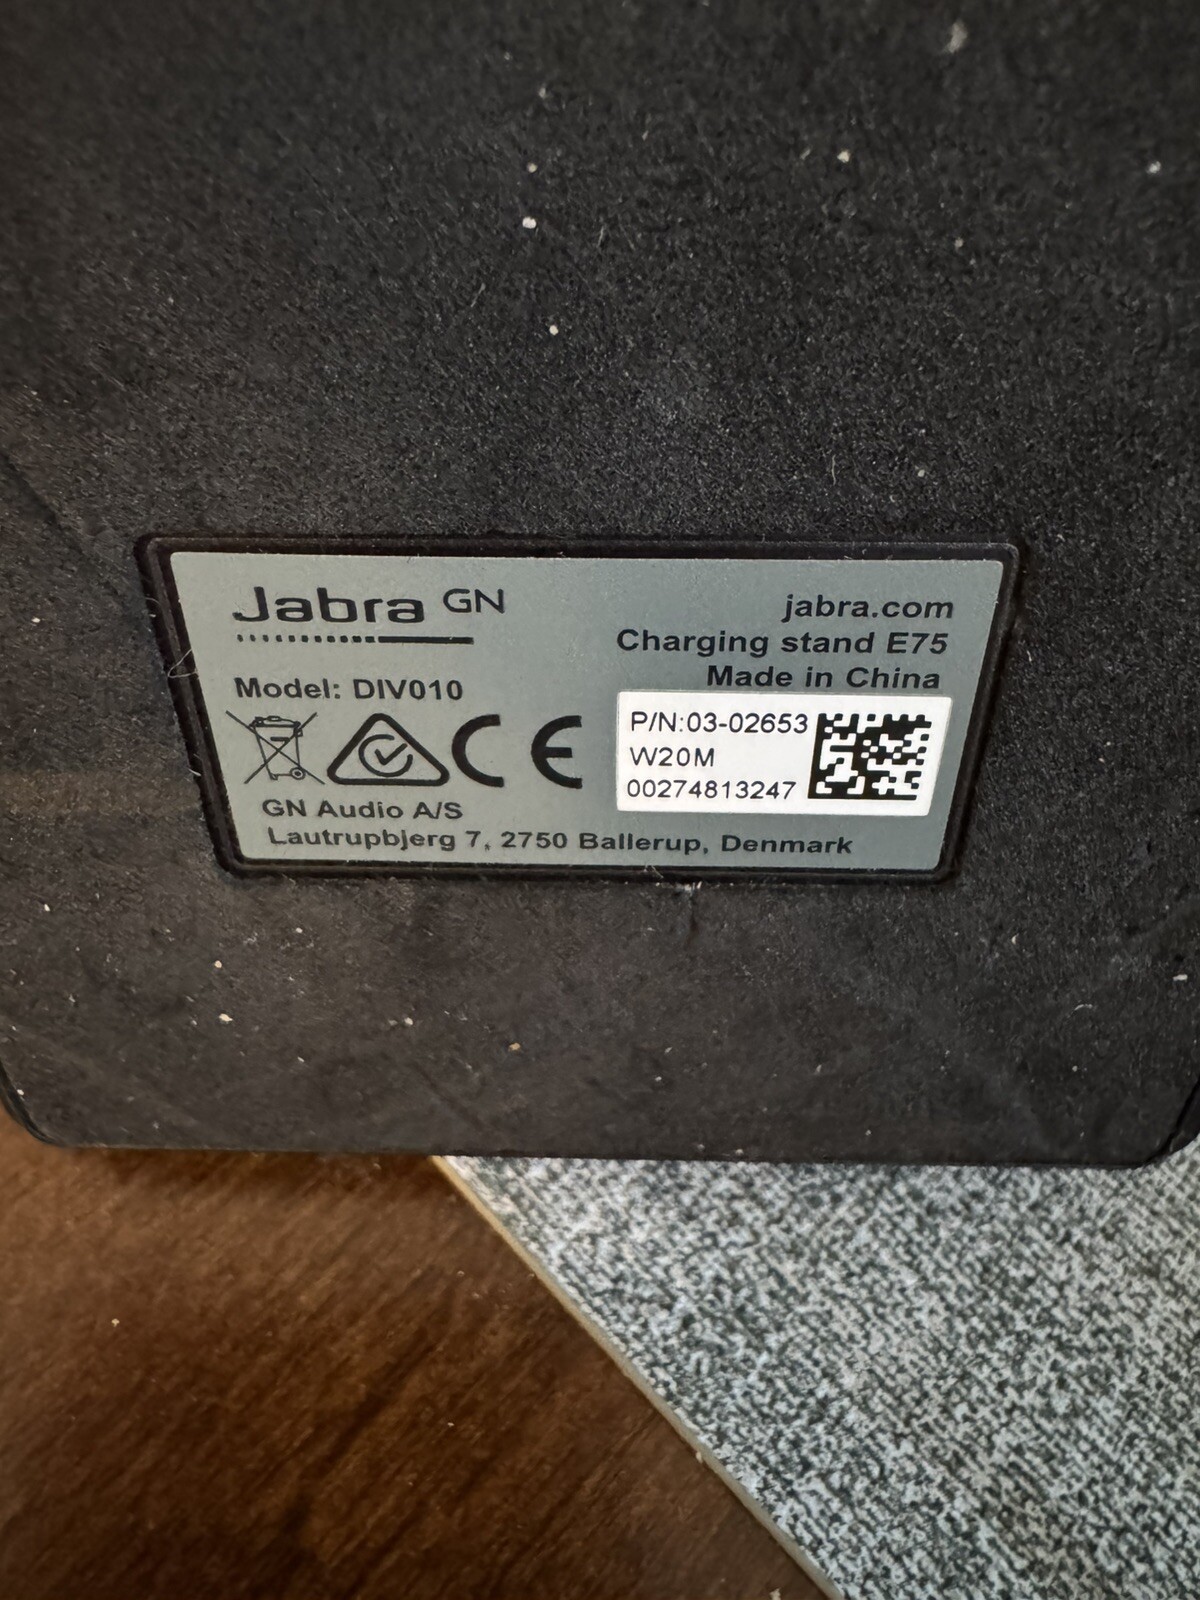 Jabra GN
jabra.com
Charging stand E75
Made in China
Model: DIV010
P/N:03-02653
W20M
00274813247
CE
GN Audio A/S
Lautrupbjerg 7, 2750 Ballerup, Denmark